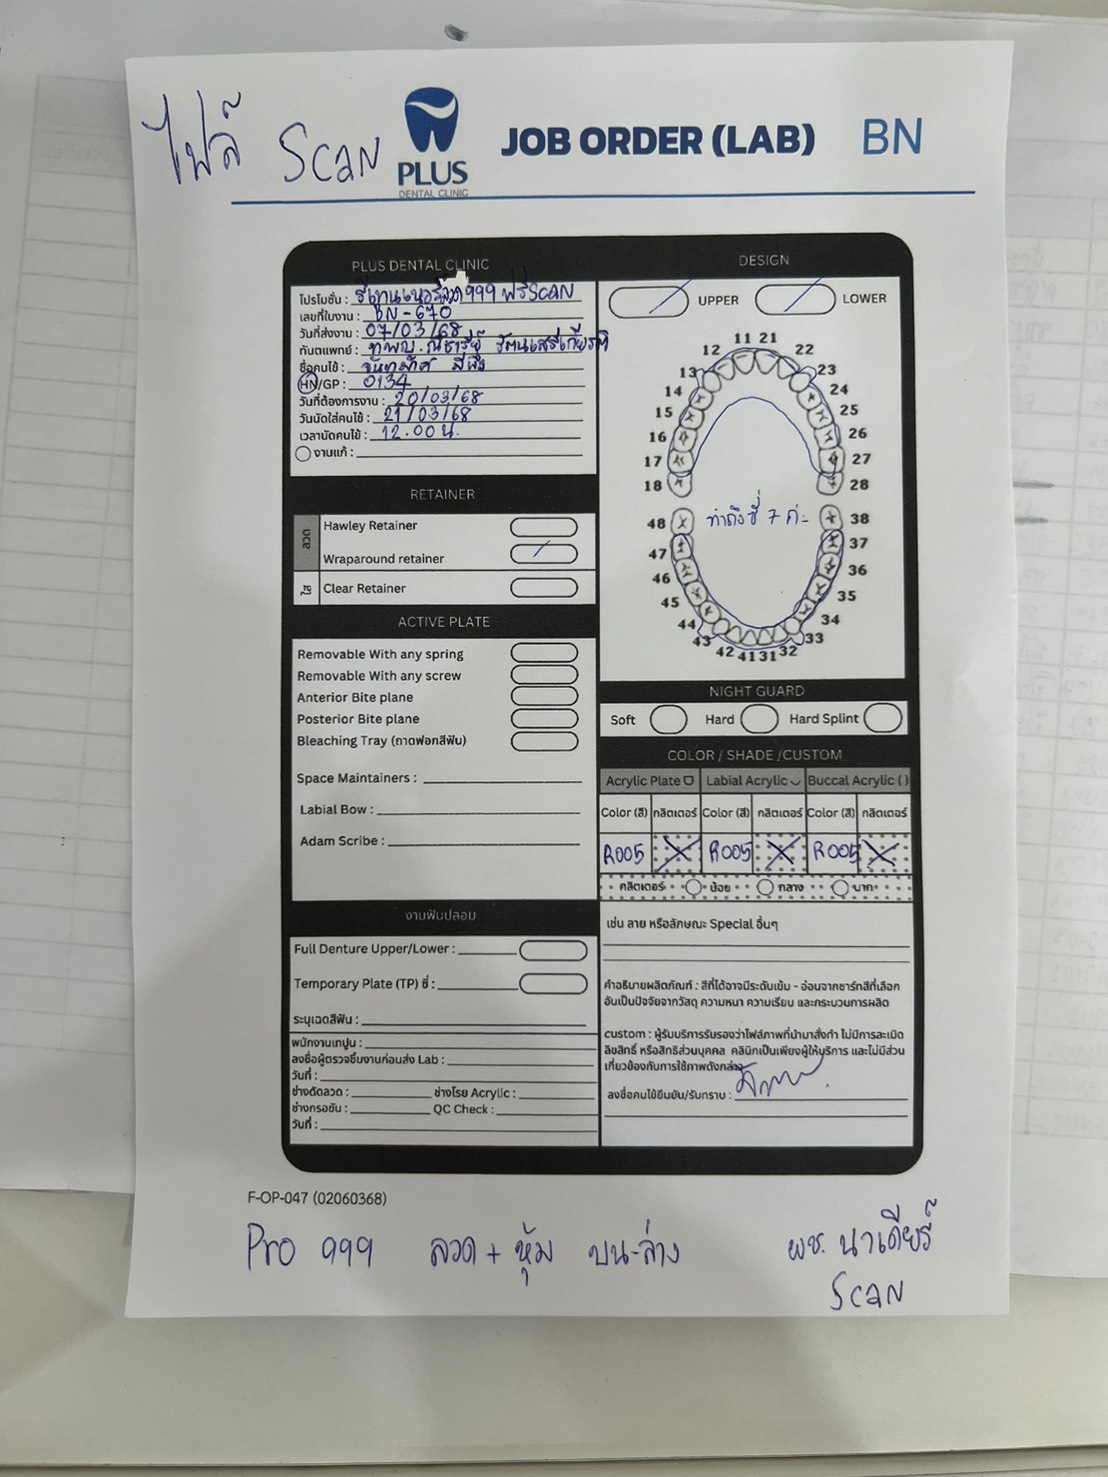 ไฟล์ Scan
PLUS
DENTAL CLINIC
JOB ORDER (LAB) BN
PLUS DENTAL CLINIC
โปรโมชั่น : รีเทนเนอร์ลวด 999 ฟรี Scan
เลขที่ใบงาน : BN-670
วันที่ส่งงาน : 07/03/68
ทันตแพทย์ : ทพญ.
ชื่อคนไข้ :
HN/GP : 0134
วันที่ต้องการงาน : 20/03/68
วันนัดใส่คนไข้ : 21/03/68
เวลานัดคนไข้ : 12.00 น.
งานแก้ :
RETAINER
ลวด
Hawley Retainer
Wraparound retainer
ใส
Clear Retainer
ACTIVE PLATE
Removable With any spring
Removable With any screw
Anterior Bite plane
Posterior Bite plane
Bleaching Tray (ถาดฟอกสีฟัน)
Space Maintainers :
Labial Bow :
Adam Scribe :
งานฟันปลอม
Full Denture Upper/Lower :
Temporary Plate (TP) ซี่ :
ระบุเฉดสีฟัน :
พนักงานเทปูน :
ลงชื่อผู้ตรวจชิ้นงานก่อนส่ง Lab :
วันที่ :
ช่างดัดลวด : ช่างโรย Acrylic :
ช่างกรอขัด : QC Check :
วันที่ :
DESIGN
UPPER LOWER
11 21
12 22
13 23
14 24
15 25
16 26
17 27
18 28
48 ทำถึงซี่ 7 ค่ะ 38
47 37
46 36
45 35
44 34
43 33
42 41 31 32
NIGHT GUARD
Soft Hard Hard Splint
COLOR / SHADE /CUSTOM
Acrylic Plate Labial Acrylic Buccal Acrylic ( )
Color (สี) กลิตเตอร์ Color (สี) กลิตเตอร์ Color (สี) กลิตเตอร์
R005 R005 R005
กลิตเตอร์ น้อย กลาง มาก
เช่น ลาย หรือลักษณะ Special อื่นๆ
คำอธิบายผลิตภัณฑ์ : สีที่ได้อาจมีระดับเข้ม - อ่อนจากชาร์ทสีที่เลือก
อันเป็นปัจจัยจากวัสดุ ความหนา ความเรียบ และกระบวนการผลิต
custom : ผู้รับบริการรับรองว่าไฟล์ภาพที่นำมาสั่งทำ ไม่มีการละเมิด
ลิขสิทธิ์ หรือสิทธิส่วนบุคคล คลินิกเป็นเพียงผู้ให้บริการ และไม่มีส่วน
เกี่ยวข้องกับการใช้ภาพดังกล่าว
ลงชื่อคนไข้ยืนยัน/รับทราบ :
F-OP-047 (02060368)
Pro 999 ลวด + หุ้ม บน-ล่าง
ผช. นาเดียร์
Scan